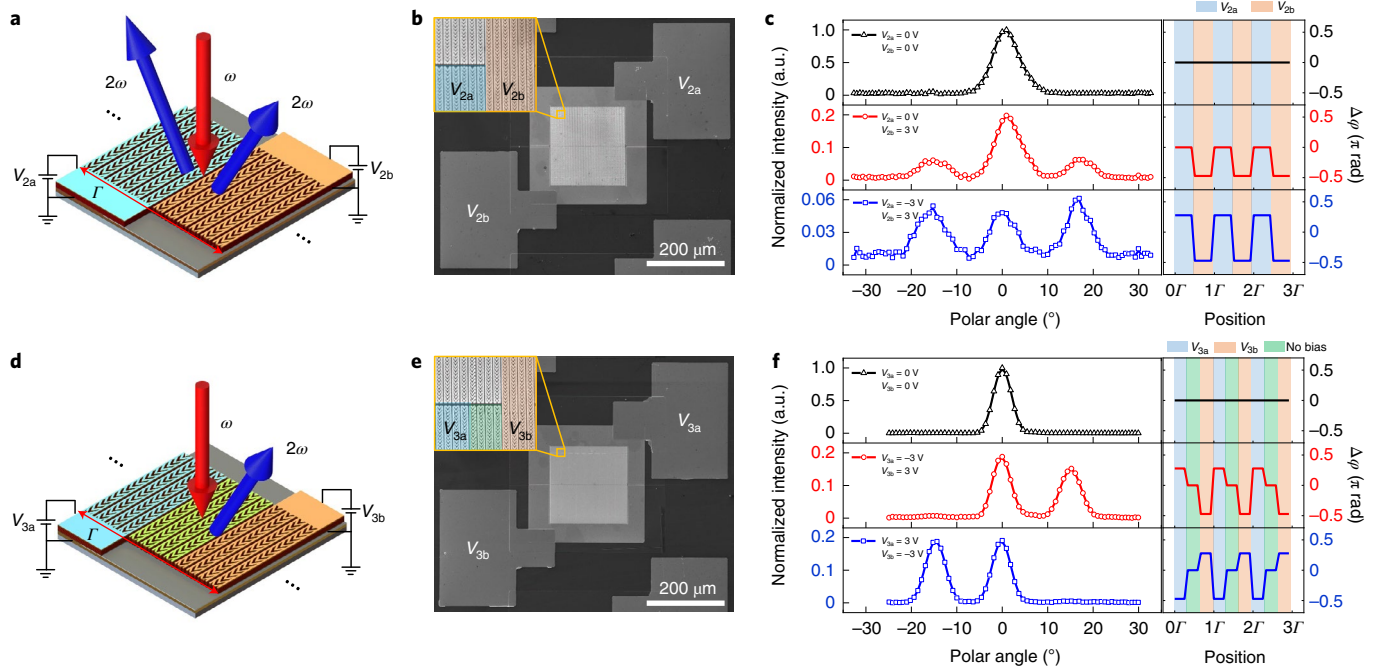 a
2ω
ω
2ω
V2a
Γ
V2b
...
...
b
V2a
V2b
V2a
V2b
200 μm
c
V2a
V2b
Normalized intensity (a.u.)
1.0
0.5
0
V2a = 0 V
V2b = 0 V
0.2
0.1
0
V2a = 0 V
V2b = 3 V
0.06
0.03
0
V2a = −3 V
V2b = 3 V
−30 −20 −10 0 10 20 30
Polar angle (°)
0.5
0
−0.5
0.5
0
−0.5
0.5
0
−0.5
Δφ (π rad)
0Γ 1Γ 2Γ 3Γ
Position
d
ω
2ω
V3a
Γ
V3b
...
...
e
V3a
V3b
V3a
V3b
200 μm
f
V3a
V3b
No bias
Normalized intensity (a.u.)
1.0
0.5
0
V3a = 0 V
V3b = 0 V
0.2
0.1
0
V3a = −3 V
V3b = 3 V
0.2
0.1
0
V3a = 3 V
V3b = −3 V
−30 −20 −10 0 10 20 30
Polar angle (°)
0.5
0
−0.5
0.5
0
−0.5
0.5
0
−0.5
Δφ (π rad)
0Γ 1Γ 2Γ 3Γ
Position